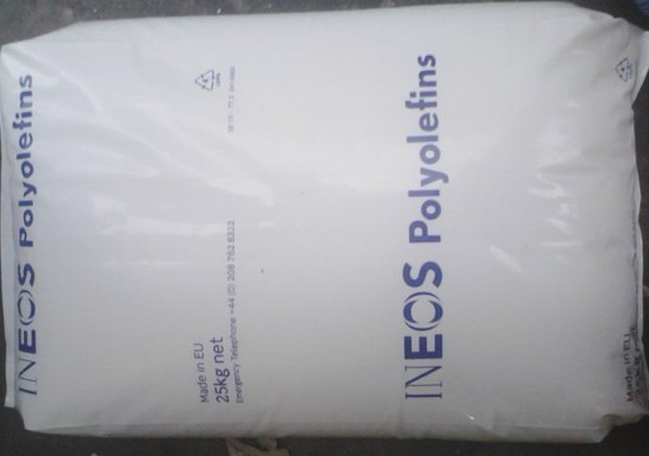 INEOS Polyolefins
Made in EU
25kg net
Emergency Telephone +44 (0) 208 762 8322
INEOS Polyolefins
Made in EU